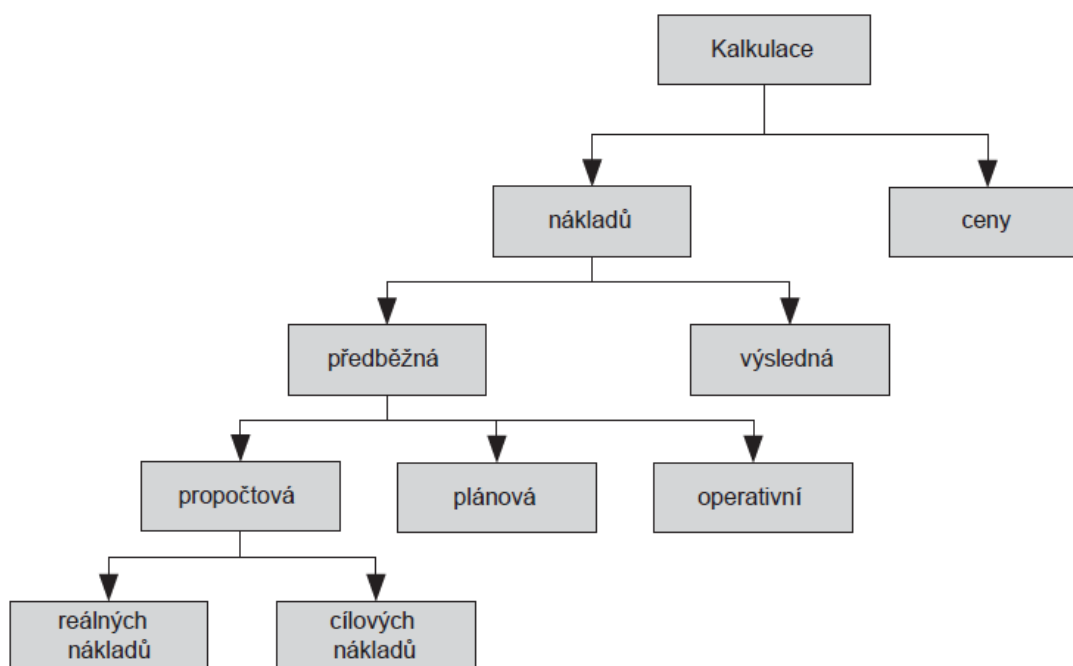 Kalkulace
nákladů
ceny
předběžná
výsledná
propočtová
plánová
operativní
reálných
nákladů
cílových
nákladů